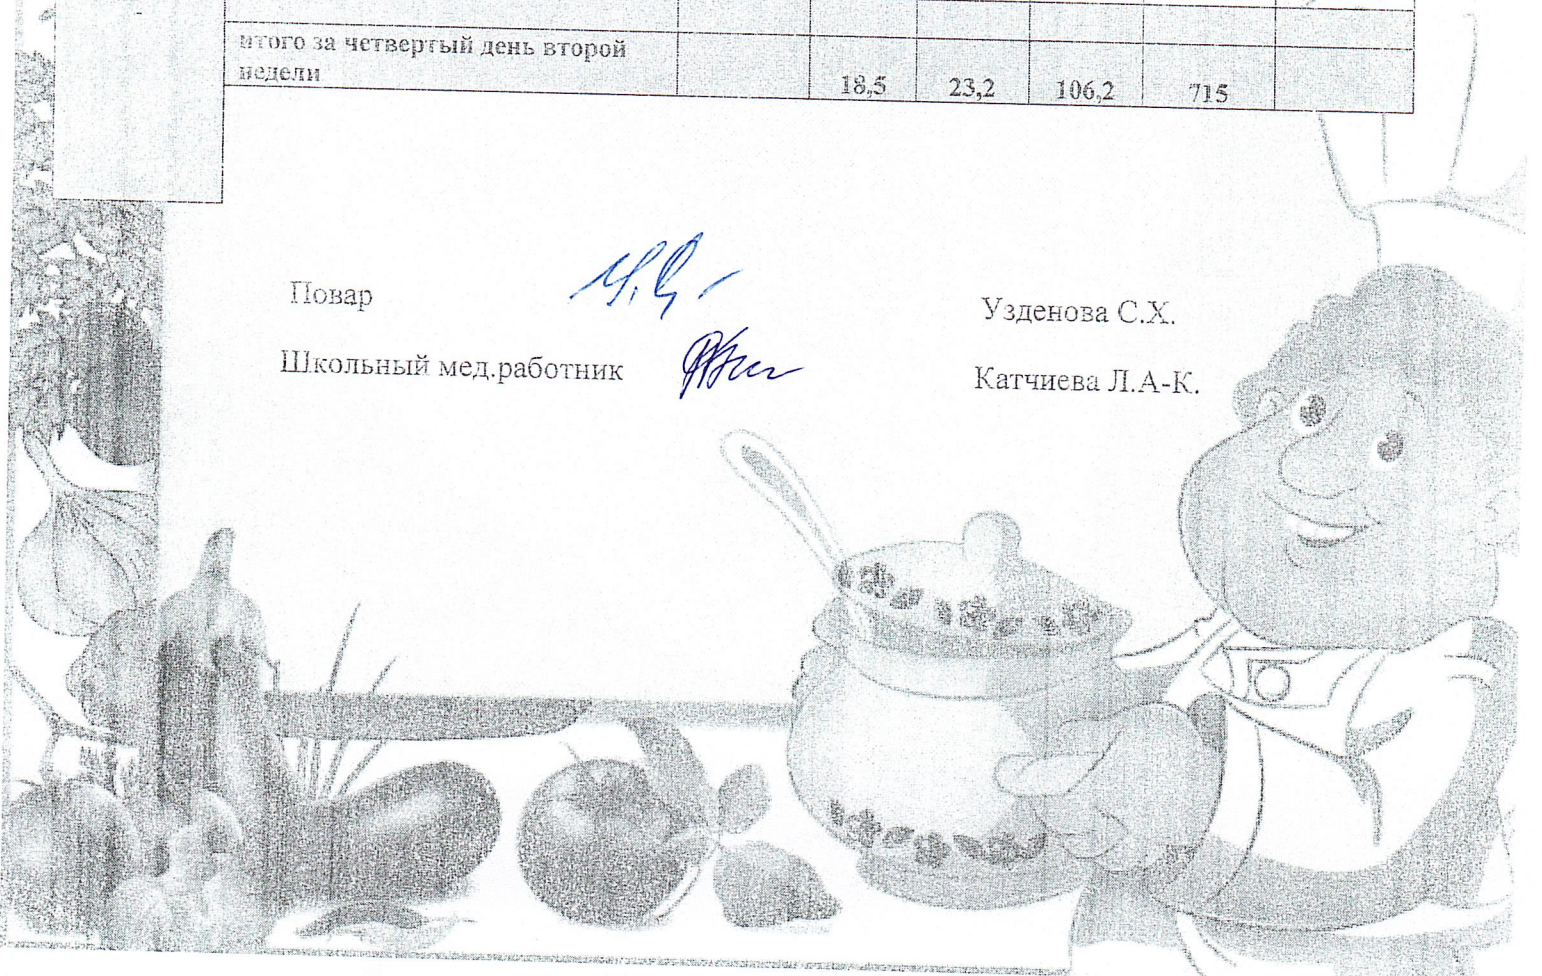 итого за четвертый день второй
недели 18,5 23,2 106,2 715
Повар Узденова С.Х.
Школьный мед.работник Катчиева Л.А-К.